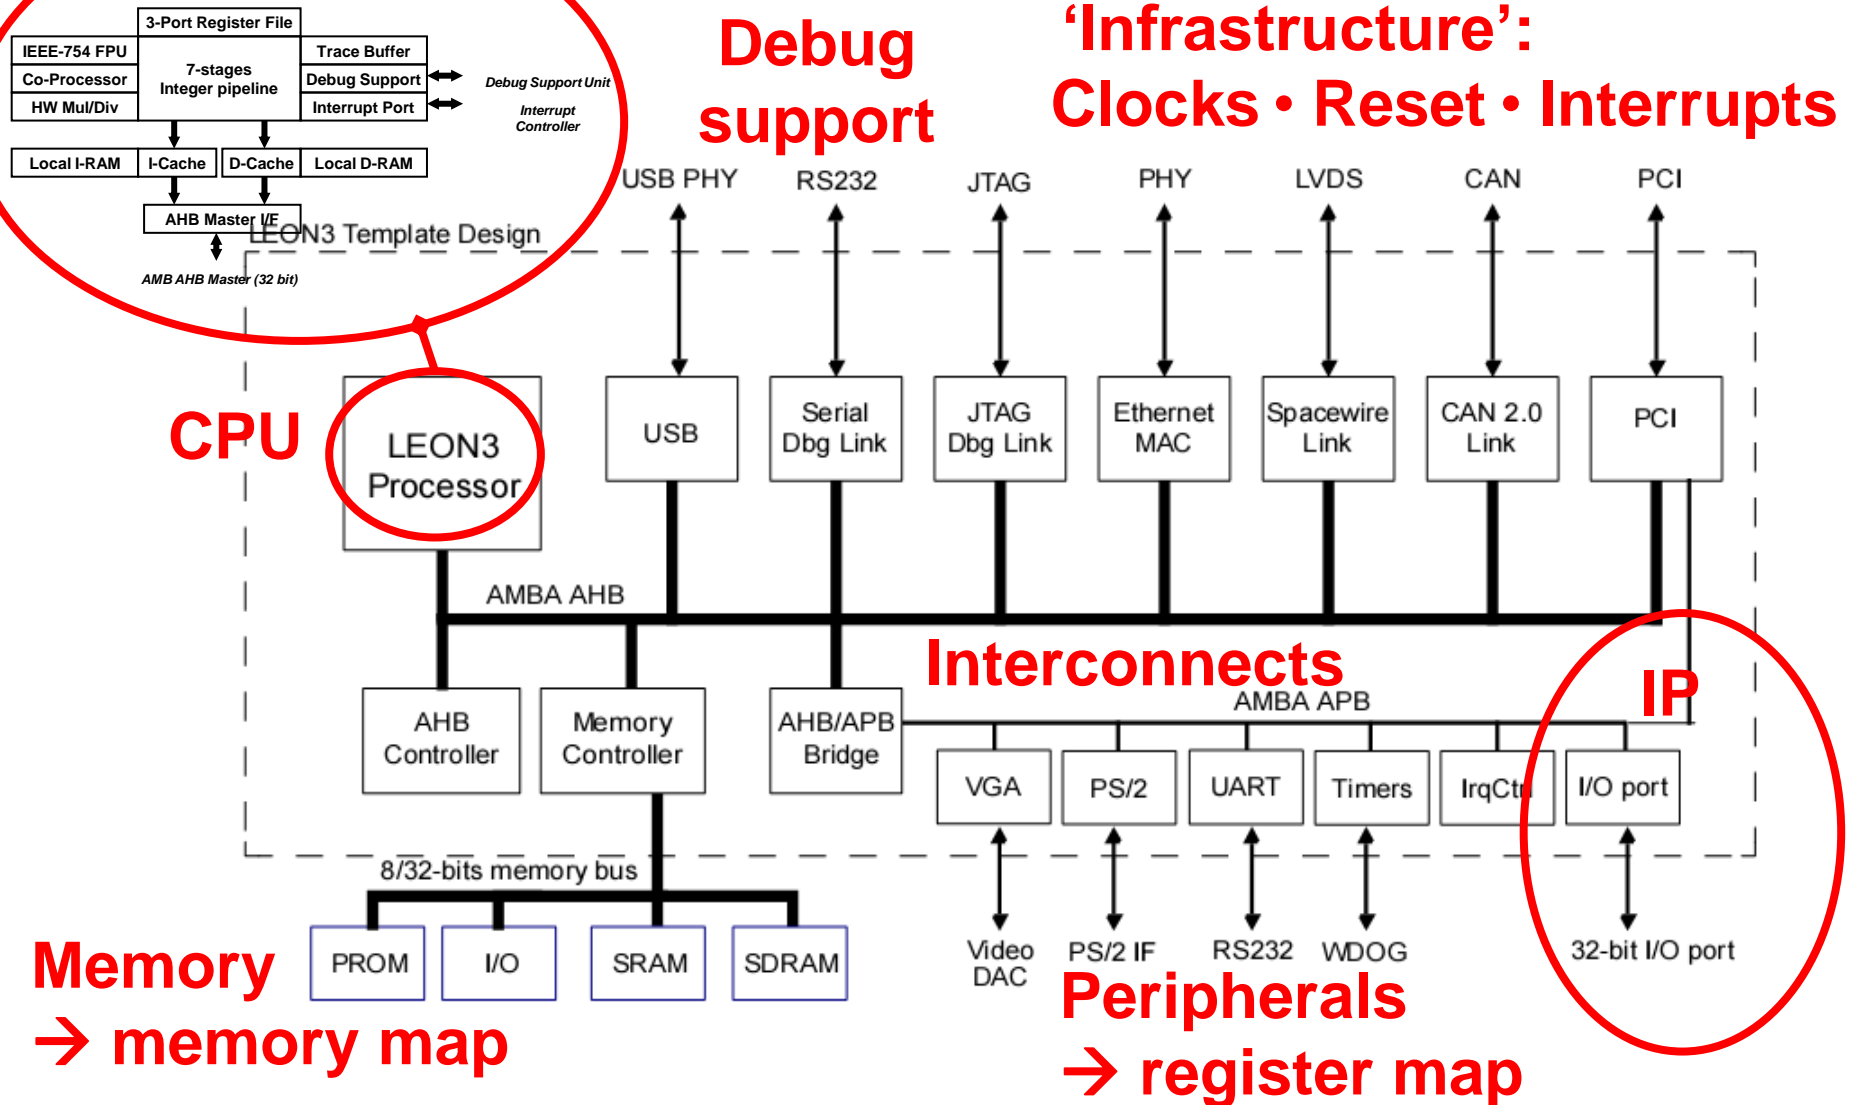 3-Port Register File
IEEE-754 FPU
Co-Processor
HW Mul/Div
7-stages
Integer pipeline
Trace Buffer
Debug Support
Interrupt Port
Debug Support Unit
Interrupt
Controller
Local I-RAM
I-Cache
D-Cache
Local D-RAM
AHB Master I/F
AMB AHB Master (32 bit)
Debug
support
‘Infrastructure’:
Clocks • Reset • Interrupts
USB PHY
RS232
JTAG
PHY
LVDS
CAN
PCI
LEON3 Template Design
CPU
LEON3
Processor
USB
Serial
Dbg Link
JTAG
Dbg Link
Ethernet
MAC
Spacewire
Link
CAN 2.0
Link
PCI
AMBA AHB
Interconnects
IP
AMBA APB
AHB
Controller
Memory
Controller
AHB/APB
Bridge
VGA
PS/2
UART
Timers
IrqCtrl
I/O port
8/32-bits memory bus
PROM
I/O
SRAM
SDRAM
Video
DAC
PS/2 IF
RS232
WDOG
32-bit I/O port
Memory
→ memory map
Peripherals
→ register map